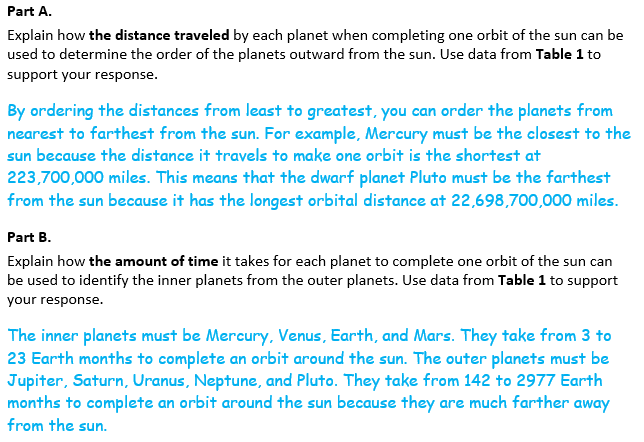 Part A.
Explain how the distance traveled by each planet when completing one orbit of the sun can be
used to determine the order of the planets outward from the sun. Use data from Table 1 to
support your response.
By ordering the distances from least to greatest, you can order the planets from
nearest to farthest from the sun. For example, Mercury must be the closest to the
sun because the distance it travels to make one orbit is the shortest at
223,700,000 miles. This means that the dwarf planet Pluto must be the farthest
from the sun because it has the longest orbital distance at 22,698,700,000 miles.
Part B.
Explain how the amount of time it takes for each planet to complete one orbit of the sun can
be used to identify the inner planets from the outer planets. Use data from Table 1 to support
your response.
The inner planets must be Mercury, Venus, Earth, and Mars. They take from 3 to
23 Earth months to complete an orbit around the sun. The outer planets must be
Jupiter, Saturn, Uranus, Neptune, and Pluto. They take from 142 to 2977 Earth
months to complete an orbit around the sun because they are much farther away
from the sun.